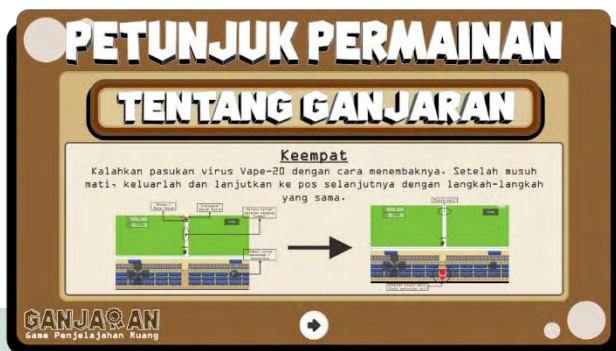 PETUNJUK PERMAINAN
TENTANG GANJARAN
Keempat
Kalahkan pasukan virus Vape-20 dengan cara menembaknya. Setelah musuh
mati, keluarlah dan lanjutkan ke pos selanjutnya dengan langkah-langkah
yang sama.
GANJARAN
Game Penjelajahan Ruang